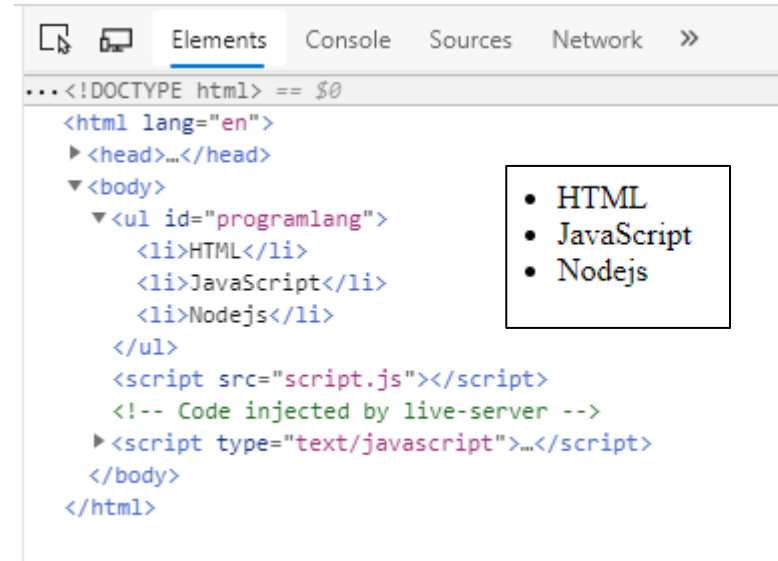 Elements Console Sources Network »
...<!DOCTYPE html> == $0
<html lang="en">
<head>…</head>
<body>
<ul id="programlang">
<li>HTML</li>
<li>JavaScript</li>
<li>Nodejs</li>
</ul>
<script src="script.js"></script>
<!-- Code injected by live-server -->
<script type="text/javascript">…</script>
</body>
</html>
• HTML
• JavaScript
• Nodejs